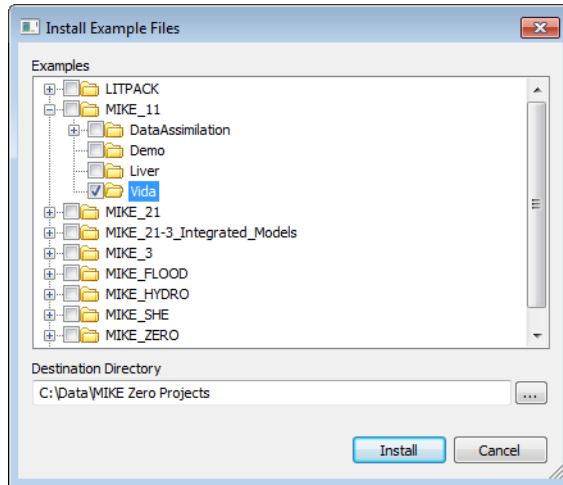 Install Example Files
Examples
LITPACK
MIKE_11
DataAssimilation
Demo
Liver
Vida
MIKE_21
MIKE_21-3_Integrated_Models
MIKE_3
MIKE_FLOOD
MIKE_HYDRO
MIKE_SHE
MIKE_ZERO
Destination Directory
C:\Data\MIKE Zero Projects
...
Install Cancel